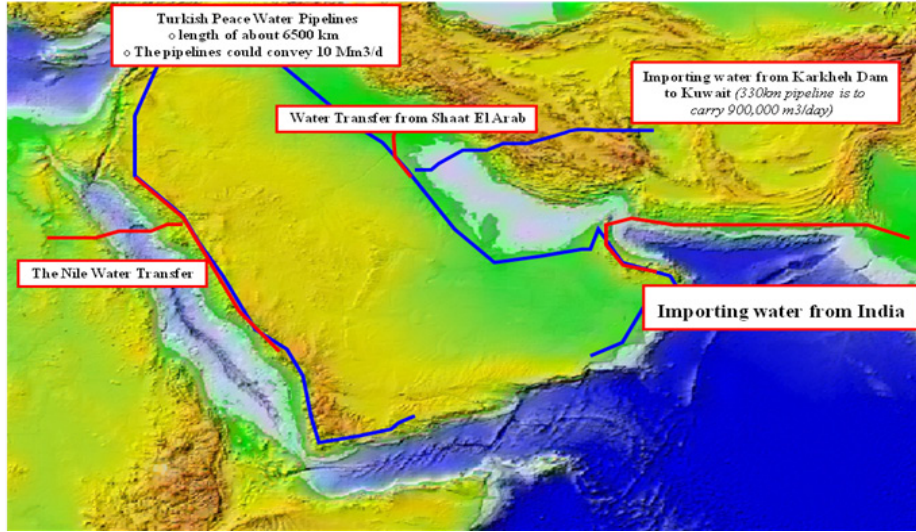 Turkish Peace Water Pipelines
○ length of about 6500 km
○ The pipelines could convey 10 Mm3/d
Importing water from Karkheh Dam
to Kuwait (330km pipeline is to
carry 900,000 m3/day)
Water Transfer from Shaat El Arab
The Nile Water Transfer
Importing water from India